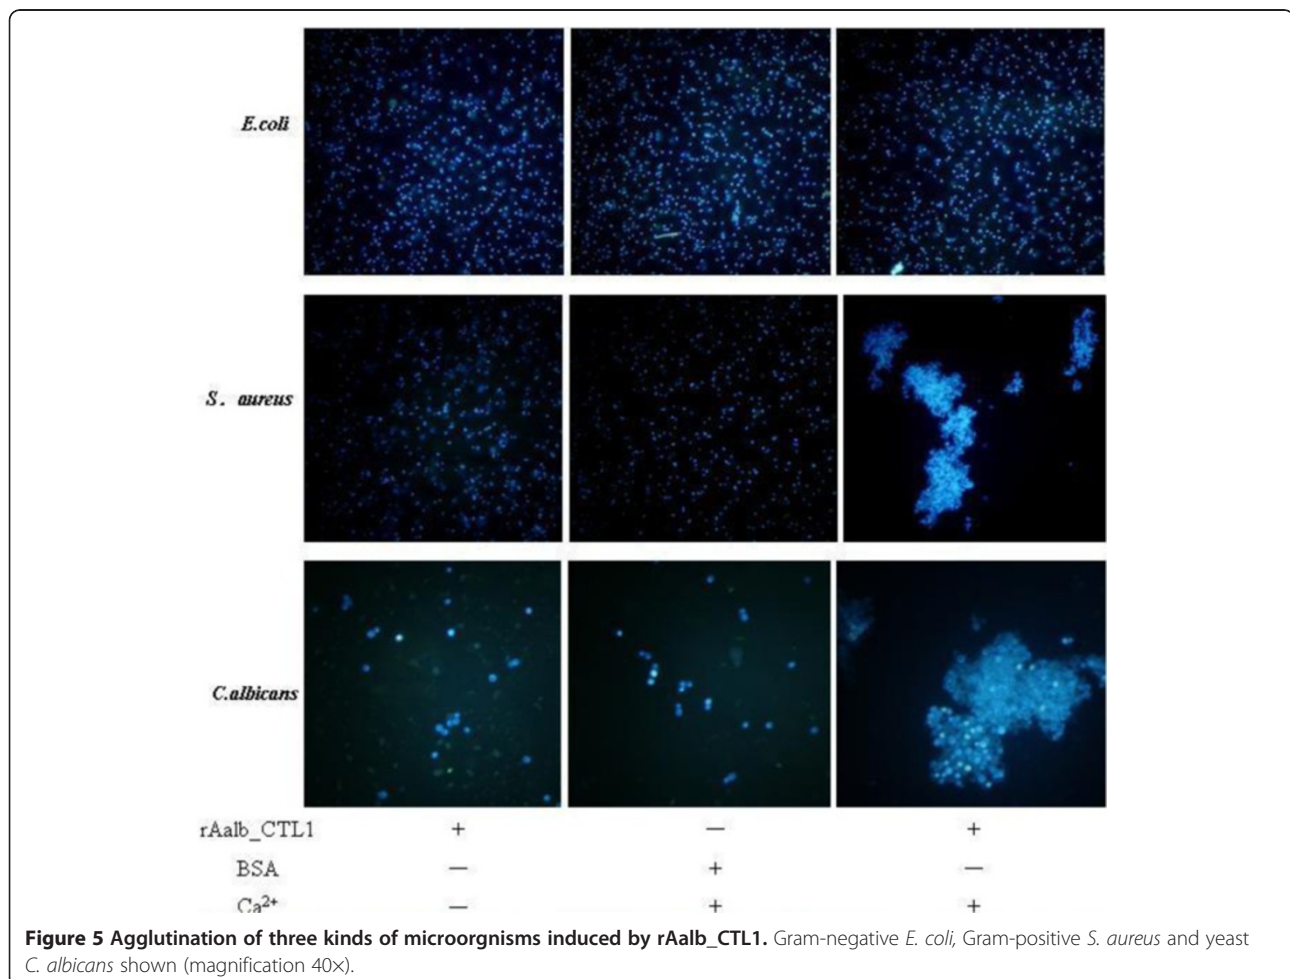 E.coli
S. aureus
C.albicans
rAalb_CTL1 + — +
BSA — + —
Ca²⁺ — + +
Figure 5 Agglutination of three kinds of microorgnisms induced by rAalb_CTL1. Gram-negative E. coli, Gram-positive S. aureus and yeast
C. albicans shown (magnification 40×).